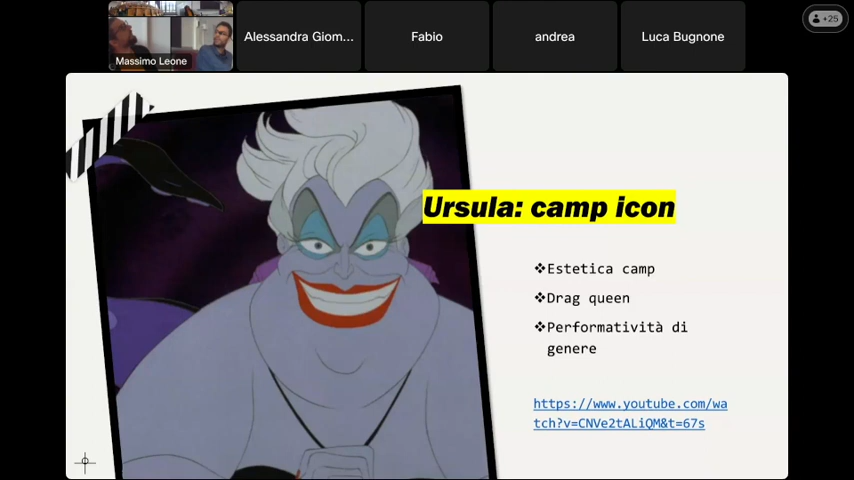 Massimo Leone
Alessandra Giom...
Fabio
andrea
Luca Bugnone
+25
Ursula: camp icon
❖Estetica camp
❖Drag queen
❖Performatività di
genere
https://www.youtube.com/wa
tch?v=CNVe2tALiQM&t=67s